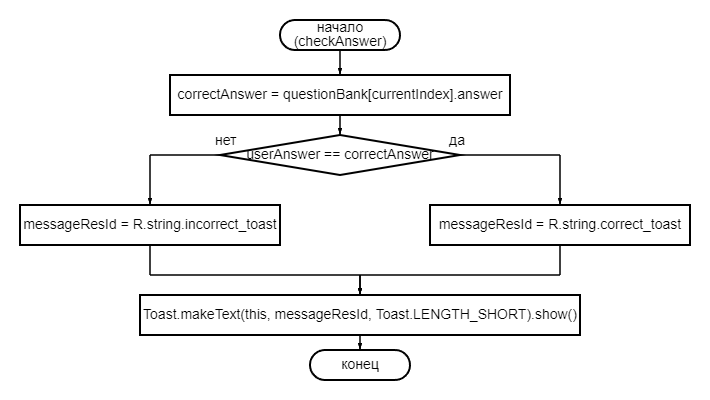 начало
(checkAnswer)
correctAnswer = questionBank[currentIndex].answer
нет
да
userAnswer == correctAnswer
messageResId = R.string.incorrect_toast
messageResId = R.string.correct_toast
Toast.makeText(this, messageResId, Toast.LENGTH_SHORT).show()
конец